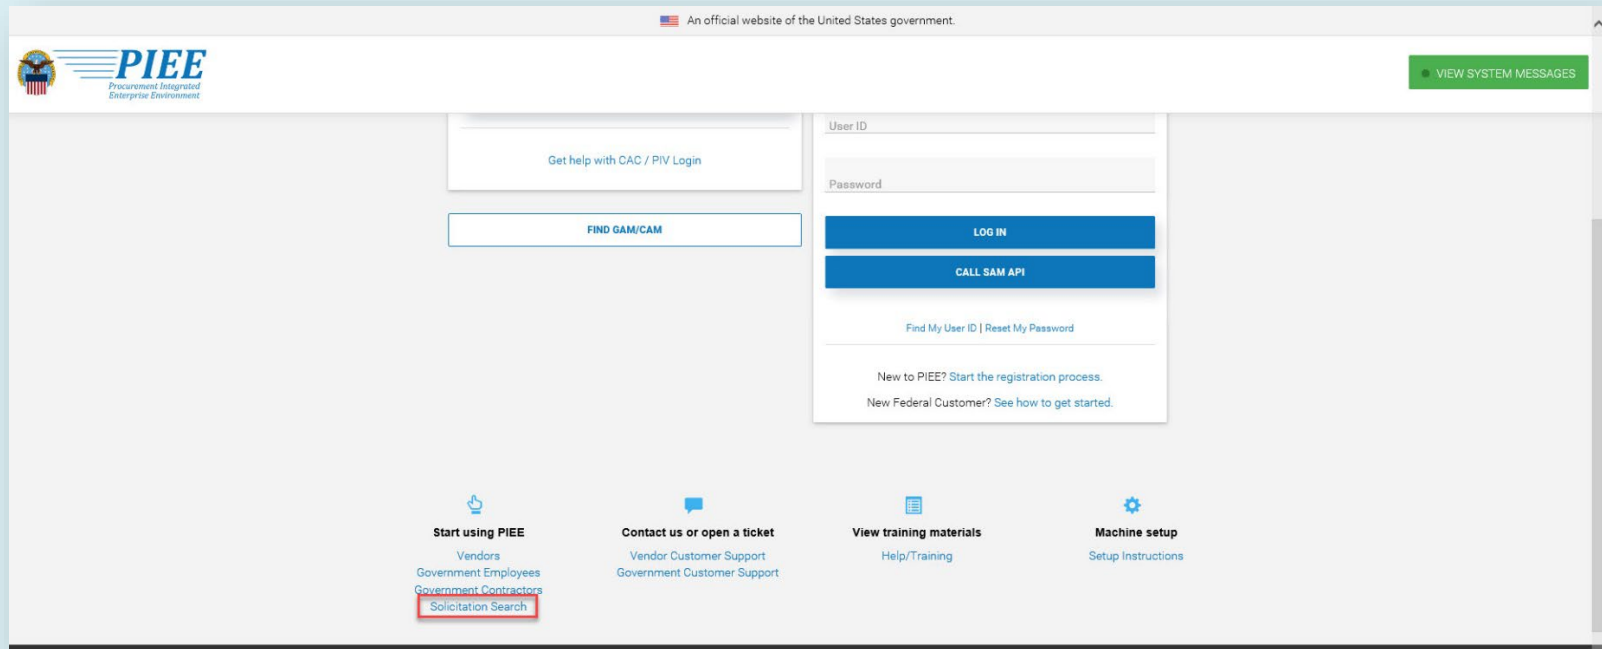 An official website of the United States government.
PIEE
Procurement Integrated
Enterprise Environment
VIEW SYSTEM MESSAGES
Get help with CAC / PIV Login
FIND GAM/CAM
User ID
Password
LOG IN
CALL SAM API
Find My User ID | Reset My Password
New to PIEE? Start the registration process.
New Federal Customer? See how to get started.
Start using PIEE
Vendors
Government Employees
Government Contractors
Solicitation Search
Contact us or open a ticket
Vendor Customer Support
Government Customer Support
View training materials
Help/Training
Machine setup
Setup Instructions